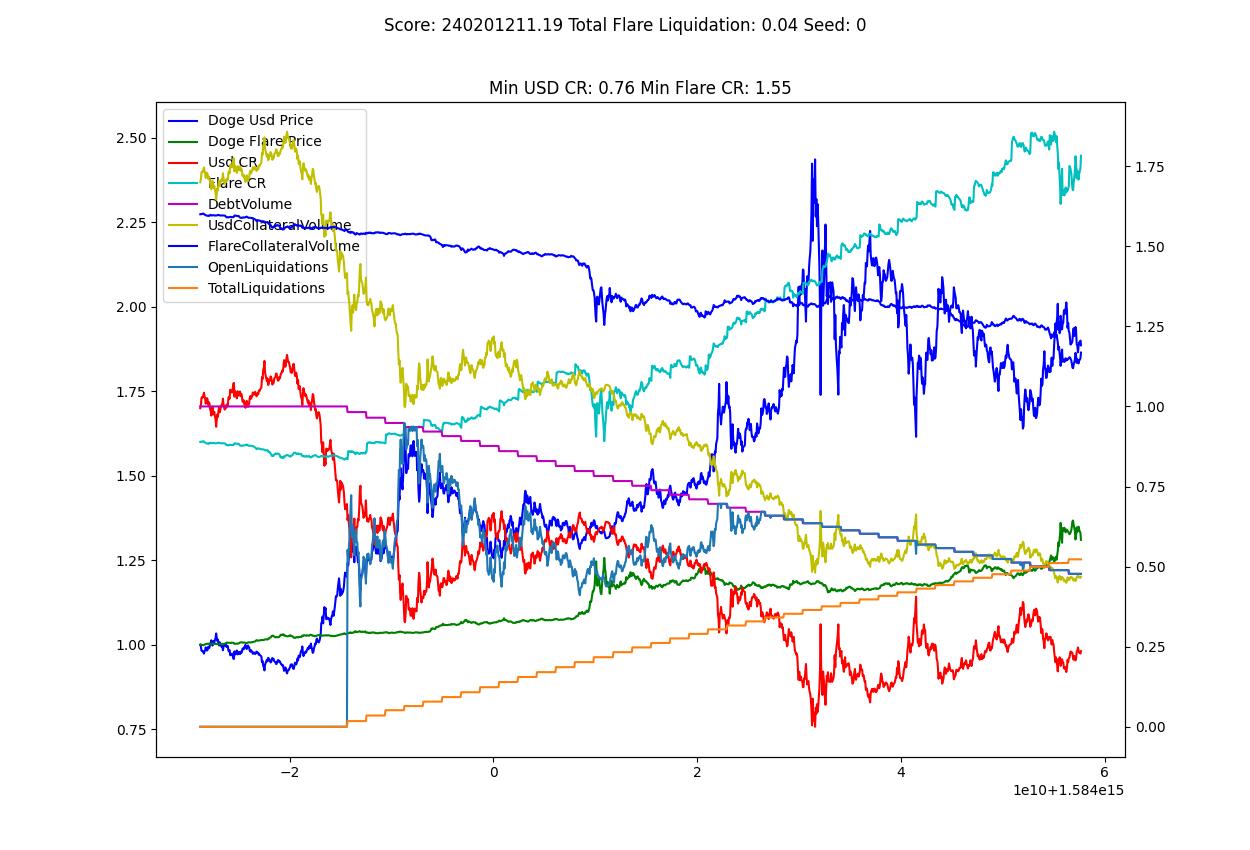 Score: 240201211.19 Total Flare Liquidation: 0.04 Seed: 0
Min USD CR: 0.76 Min Flare CR: 1.55
Doge Usd Price
Doge Flare Price
Usd CR
Flare CR
DebtVolume
UsdCollateralVolume
FlareCollateralVolume
OpenLiquidations
TotalLiquidations
2.50
2.25
2.00
1.75
1.50
1.25
1.00
0.75
1.75
1.50
1.25
1.00
0.75
0.50
0.25
0.00
−2 0 2 4 6
1e10+1.584e15